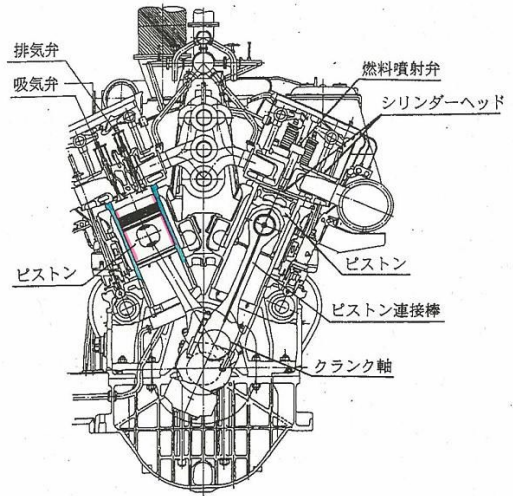 排気弁
吸気弁
燃料噴射弁
シリンダーヘッド
ピストン
ピストン
ピストン連接棒
クランク軸